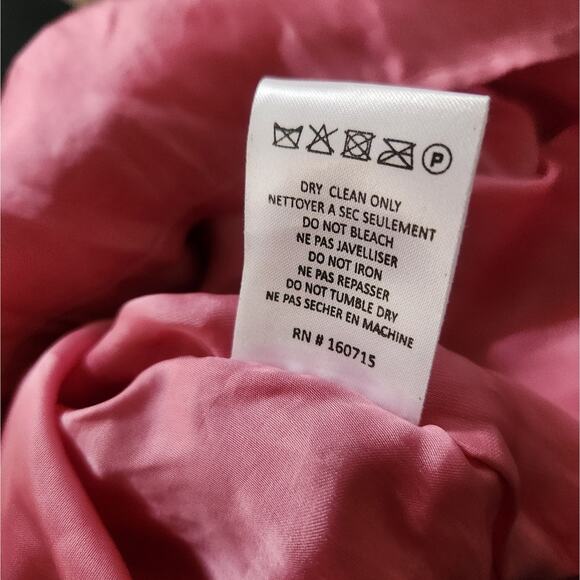 P
DRY CLEAN ONLY
NETTOYER A SEC SEULEMENT
DO NOT BLEACH
NE PAS JAVELLISER
DO NOT IRON
NE PAS REPASSER
DO NOT TUMBLE DRY
NE PAS SECHER EN MACHINE
RN # 160715